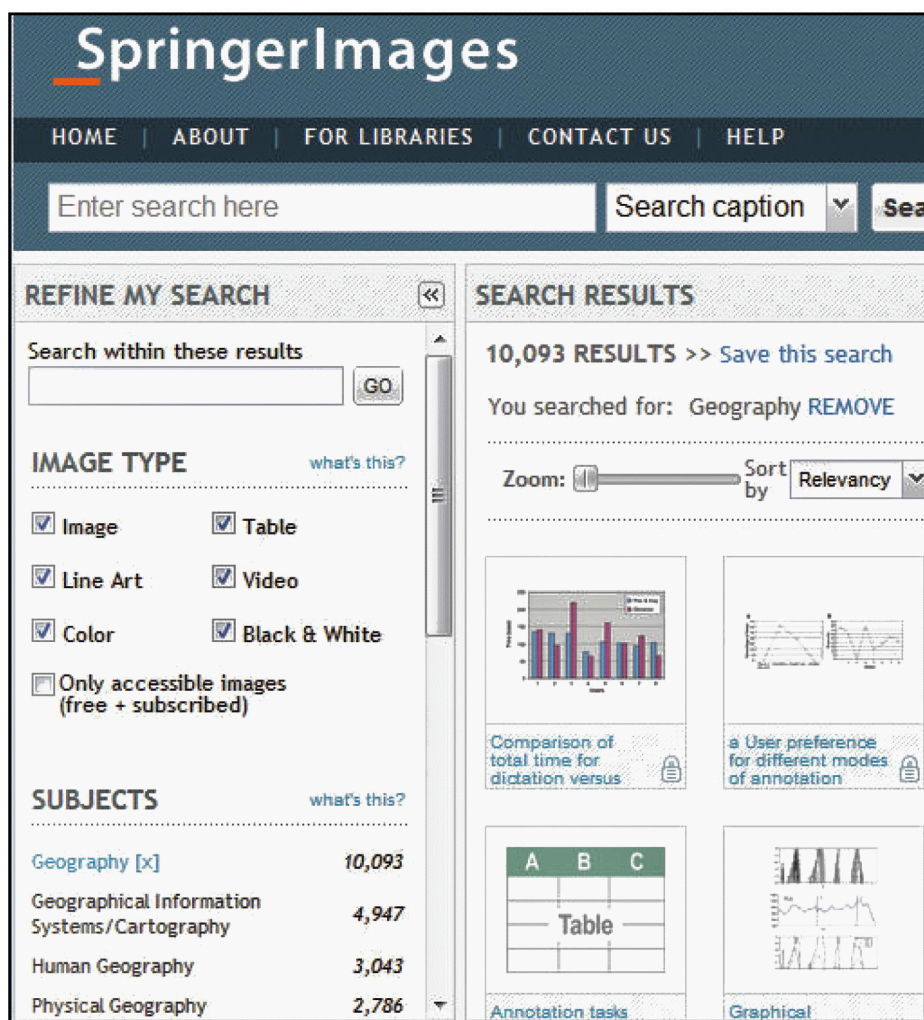 SpringerImages
HOME | ABOUT | FOR LIBRARIES | CONTACT US | HELP
Enter search here
Search caption
Sea
REFINE MY SEARCH
Search within these results
GO
IMAGE TYPE
what's this?
Image
Table
Line Art
Video
Color
Black & White
Only accessible images
(free + subscribed)
SUBJECTS
what's this?
Geography [x] 10,093
Geographical Information
Systems/Cartography 4,947
Human Geography 3,043
Physical Geography 2,786
SEARCH RESULTS
10,093 RESULTS >> Save this search
You searched for: Geography REMOVE
Zoom:
Sort
by
Relevancy
Comparison of
total time for
dictation versus
a User preference
for different modes
of annotation
A B C
Table
Annotation tasks
Graphical